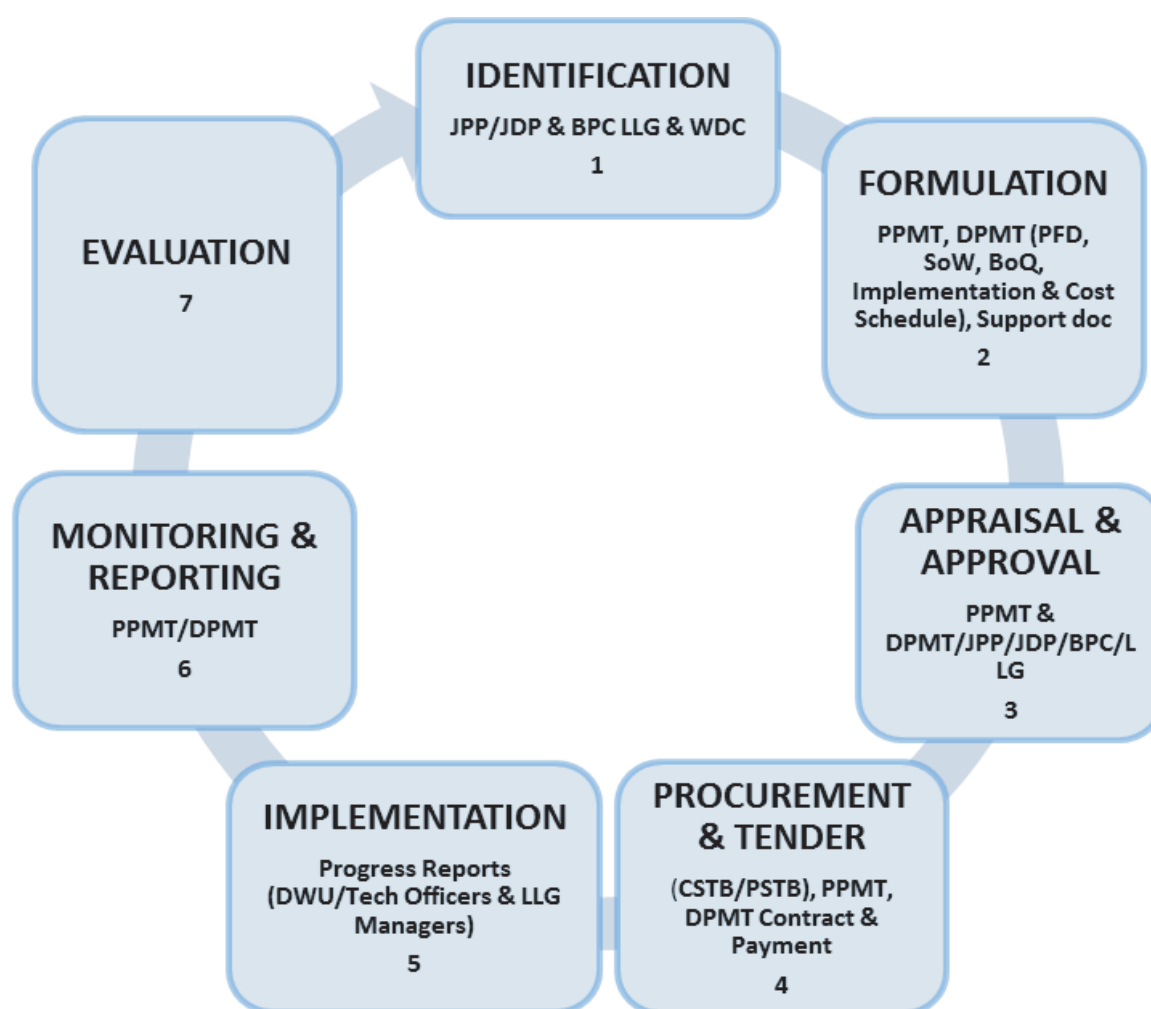 IDENTIFICATION
JPP/JDP & BPC LLG & WDC
1
FORMULATION
PPMT, DPMT (PFD,
SoW, BoQ,
Implementation & Cost
Schedule), Support doc
2
APPRAISAL &
APPROVAL
PPMT &
DPMT/JPP/JDP/BPC/L
LG
3
PROCUREMENT
& TENDER
(CSTB/PSTB), PPMT,
DPMT Contract &
Payment
4
IMPLEMENTATION
Progress Reports
(DWU/Tech Officers & LLG
Managers)
5
MONITORING &
REPORTING
PPMT/DPMT
6
EVALUATION
7